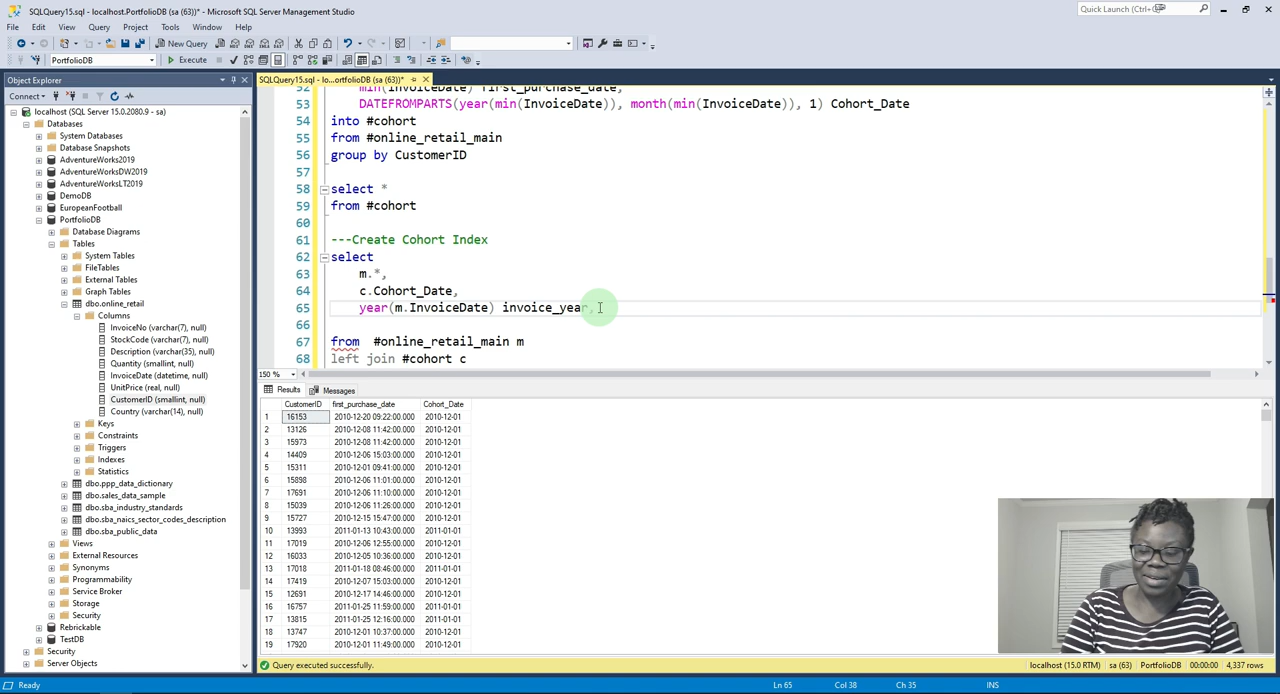 SQLQuery15.sql - localhost.PortfolioDB (sa (63))* - Microsoft SQL Server Management Studio
Quick Launch (Ctrl+Q)
File Edit View Query Project Tools Window Help
New Query
PortfolioDB
Execute
Object Explorer
SQLQuery15.sql - lo...ortfolioDB (sa (63))*
Connect
localhost (SQL Server 15.0.2080.9 - sa)
Databases
System Databases
Database Snapshots
AdventureWorks2019
AdventureWorksDW2019
AdventureWorksLT2019
DemoDB
EuropeanFootball
PortfolioDB
Database Diagrams
Tables
System Tables
FileTables
External Tables
Graph Tables
dbo.online_retail
Columns
InvoiceNo (varchar(7), null)
StockCode (varchar(7), null)
Description (varchar(35), null)
Quantity (smallint, null)
InvoiceDate (datetime, null)
UnitPrice (real, null)
CustomerID (smallint, null)
Country (varchar(14), null)
Keys
Constraints
Triggers
Indexes
Statistics
dbo.ppp_data_dictionary
dbo.sales_data_sample
dbo.sba_industry_standards
dbo.sba_naics_sector_codes_description
dbo.sba_public_data
Views
External Resources
Synonyms
Programmability
Service Broker
Storage
Security
Rebrickable
TestDB
Security
Server Objects
52 min(InvoiceDate) first_purchase_date,
53 DATEFROMPARTS(year(min(InvoiceDate)), month(min(InvoiceDate)), 1) Cohort_Date
54 into #cohort
55 from #online_retail_main
56 group by CustomerID
57
58 select *
59 from #cohort
60
61 ---Create Cohort Index
62 select
63 m.*,
64 c.Cohort_Date,
65 year(m.InvoiceDate) invoice_year,
66
67 from #online_retail_main m
68 left join #cohort c
150 %
Results Messages
CustomerID first_purchase_date Cohort_Date
1 16153 2010-12-20 09:22:00.000 2010-12-01
2 13126 2010-12-08 11:42:00.000 2010-12-01
3 15973 2010-12-08 11:42:00.000 2010-12-01
4 14409 2010-12-06 15:03:00.000 2010-12-01
5 15311 2010-12-01 09:41:00.000 2010-12-01
6 15898 2010-12-06 11:01:00.000 2010-12-01
7 17691 2010-12-06 11:10:00.000 2010-12-01
8 15039 2010-12-06 11:26:00.000 2010-12-01
9 15727 2010-12-15 15:47:00.000 2010-12-01
10 13993 2011-01-13 10:43:00.000 2011-01-01
11 17019 2010-12-06 12:55:00.000 2010-12-01
12 16033 2010-12-05 10:36:00.000 2010-12-01
13 17018 2011-01-18 08:46:00.000 2011-01-01
14 17419 2010-12-07 15:03:00.000 2010-12-01
15 12691 2010-12-17 14:46:00.000 2010-12-01
16 16757 2011-01-25 11:59:00.000 2011-01-01
17 13815 2011-01-25 12:16:00.000 2011-01-01
18 13747 2010-12-01 10:37:00.000 2010-12-01
19 17920 2010-12-01 11:49:00.000 2010-12-01
Query executed successfully.
localhost (15.0 RTM) sa (63) PortfolioDB 00:00:00 4,337 rows
Ready Ln 65 Col 38 Ch 35 INS